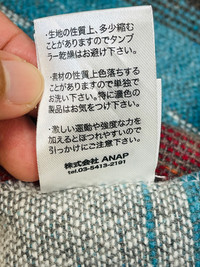 ・生地の性質上、多少縮む
ことがありますのでタンブ
ラー乾燥はお避け下さい。
・素材の性質上色落ちする
ことがありますので単独で
お洗い下さい。特に濃色の
製品はお気をつけ下さい。
・激しい運動や強度な力を
加えるとほつれやすいので
引っかけにご注意下さい。
株式会社 ANAP
tel.03-5413-2191